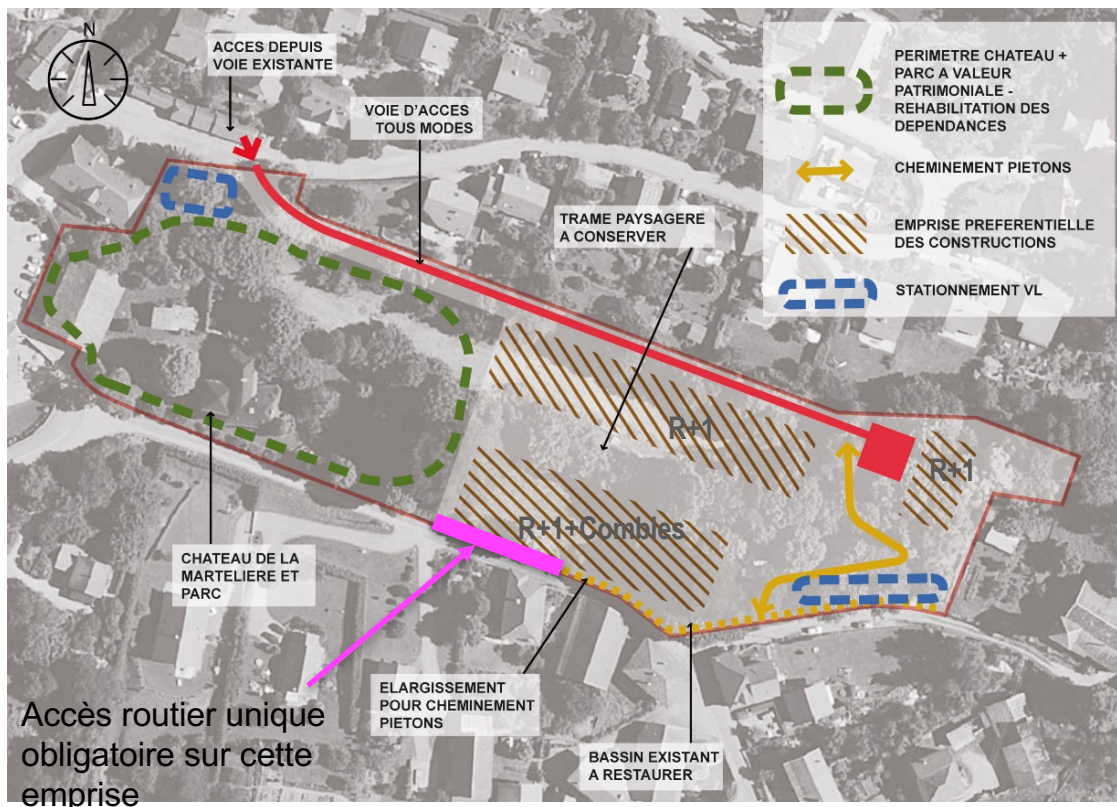 N
ACCES DEPUIS
VOIE EXISTANTE
VOIE D'ACCES
TOUS MODES
TRAME PAYSAGERE
A CONSERVER
PERIMETRE CHATEAU +
PARC A VALEUR
PATRIMONIALE -
REHABILITATION DES
DEPENDANCES
CHEMINEMENT PIETONS
EMPRISE PREFERENTIELLE
DES CONSTRUCTIONS
STATIONNEMENT VL
R+1
R+1
R+1+Combles
CHATEAU DE LA
MARTELIERE ET
PARC
ELARGISSEMENT
POUR CHEMINEMENT
PIETONS
BASSIN EXISTANT
A RESTAURER
Accès routier unique
obligatoire sur cette
emprise